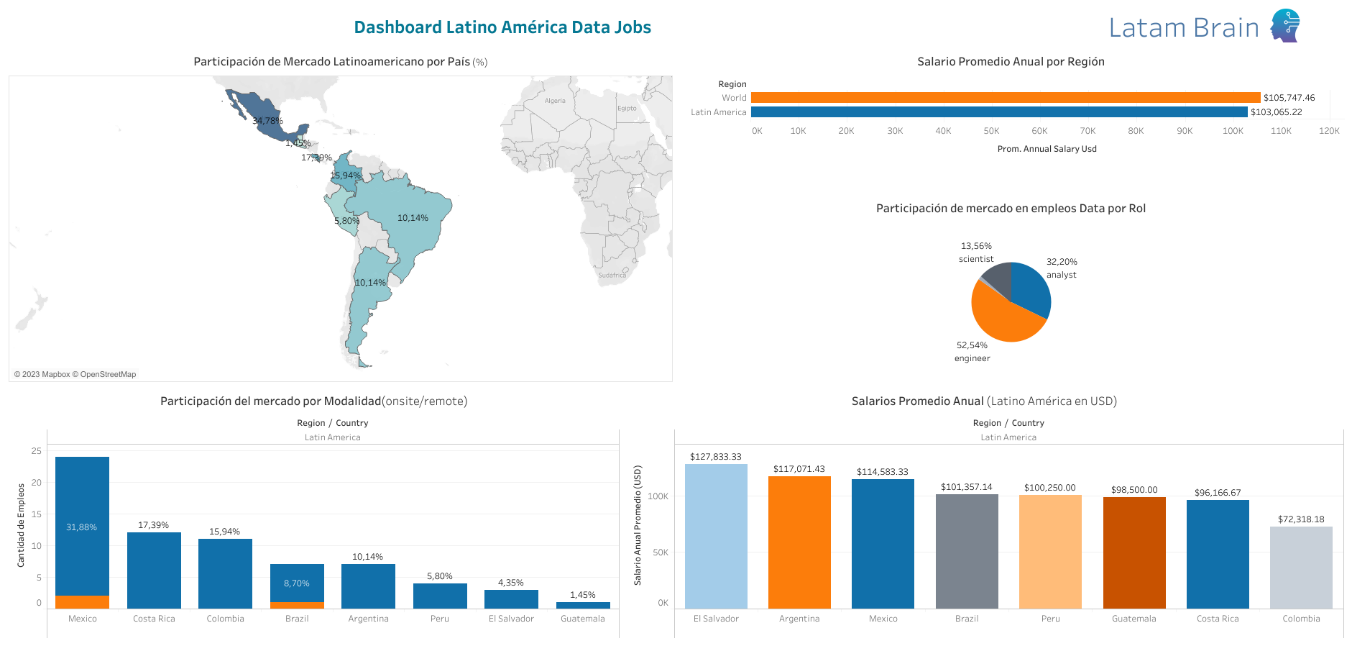 Dashboard Latino América Data Jobs
Latam Brain
Participación de Mercado Latinoamericano por País (%)
34,78%
1,45%
17,39%
15,94%
5,80%
10,14%
10,14%
Algeria
Egipto
Sudáfrica
© 2023 Mapbox © OpenStreetMap
Salario Promedio Anual por Región
Region
World
$105,747.46
Latin America
$103,065.22
0K 10K 20K 30K 40K 50K 60K 70K 80K 90K 100K 110K 120K
Prom. Annual Salary Usd
Participación de mercado en empleos Data por Rol
13,56%
scientist
32,20%
analyst
52,54%
engineer
Participación del mercado por Modalidad(onsite/remote)
Region / Country
Latin America
Cantidad de Empleos
25
20
15
10
5
0
31,88%
17,39%
15,94%
8,70%
10,14%
5,80%
4,35%
1,45%
Mexico Costa Rica Colombia Brazil Argentina Peru El Salvador Guatemala
Salarios Promedio Anual (Latino América en USD)
Region / Country
Latin America
Salario Anual Promedio (USD)
100K
50K
0K
$127,833.33
$117,071.43
$114,583.33
$101,357.14
$100,250.00
$98,500.00
$96,166.67
$72,318.18
El Salvador Argentina Mexico Brazil Peru Guatemala Costa Rica Colombia